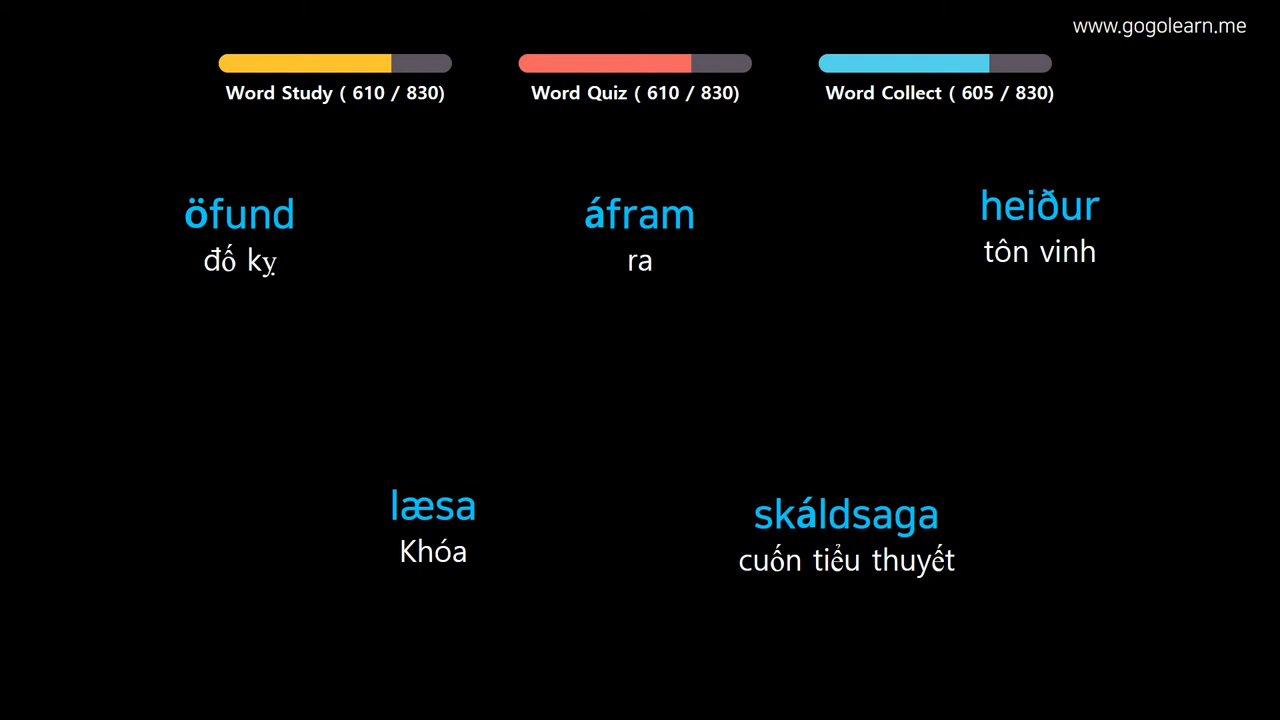 www.gogolearn.me
Word Study ( 610 / 830)
Word Quiz ( 610 / 830)
Word Collect ( 605 / 830)
öfund
đố kỵ
áfram
ra
heiður
tôn vinh
læsa
Khóa
skáldsaga
cuốn tiểu thuyết